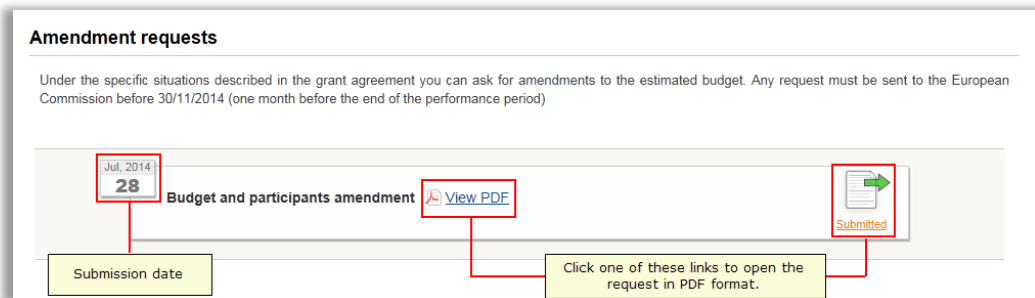 Amendment requests
Under the specific situations described in the grant agreement you can ask for amendments to the estimated budget. Any request must be sent to the European
Commission before 30/11/2014 (one month before the end of the performance period)
Jul, 2014
28
Budget and participants amendment View PDF
Submitted
Submission date
Click one of these links to open the
request in PDF format.